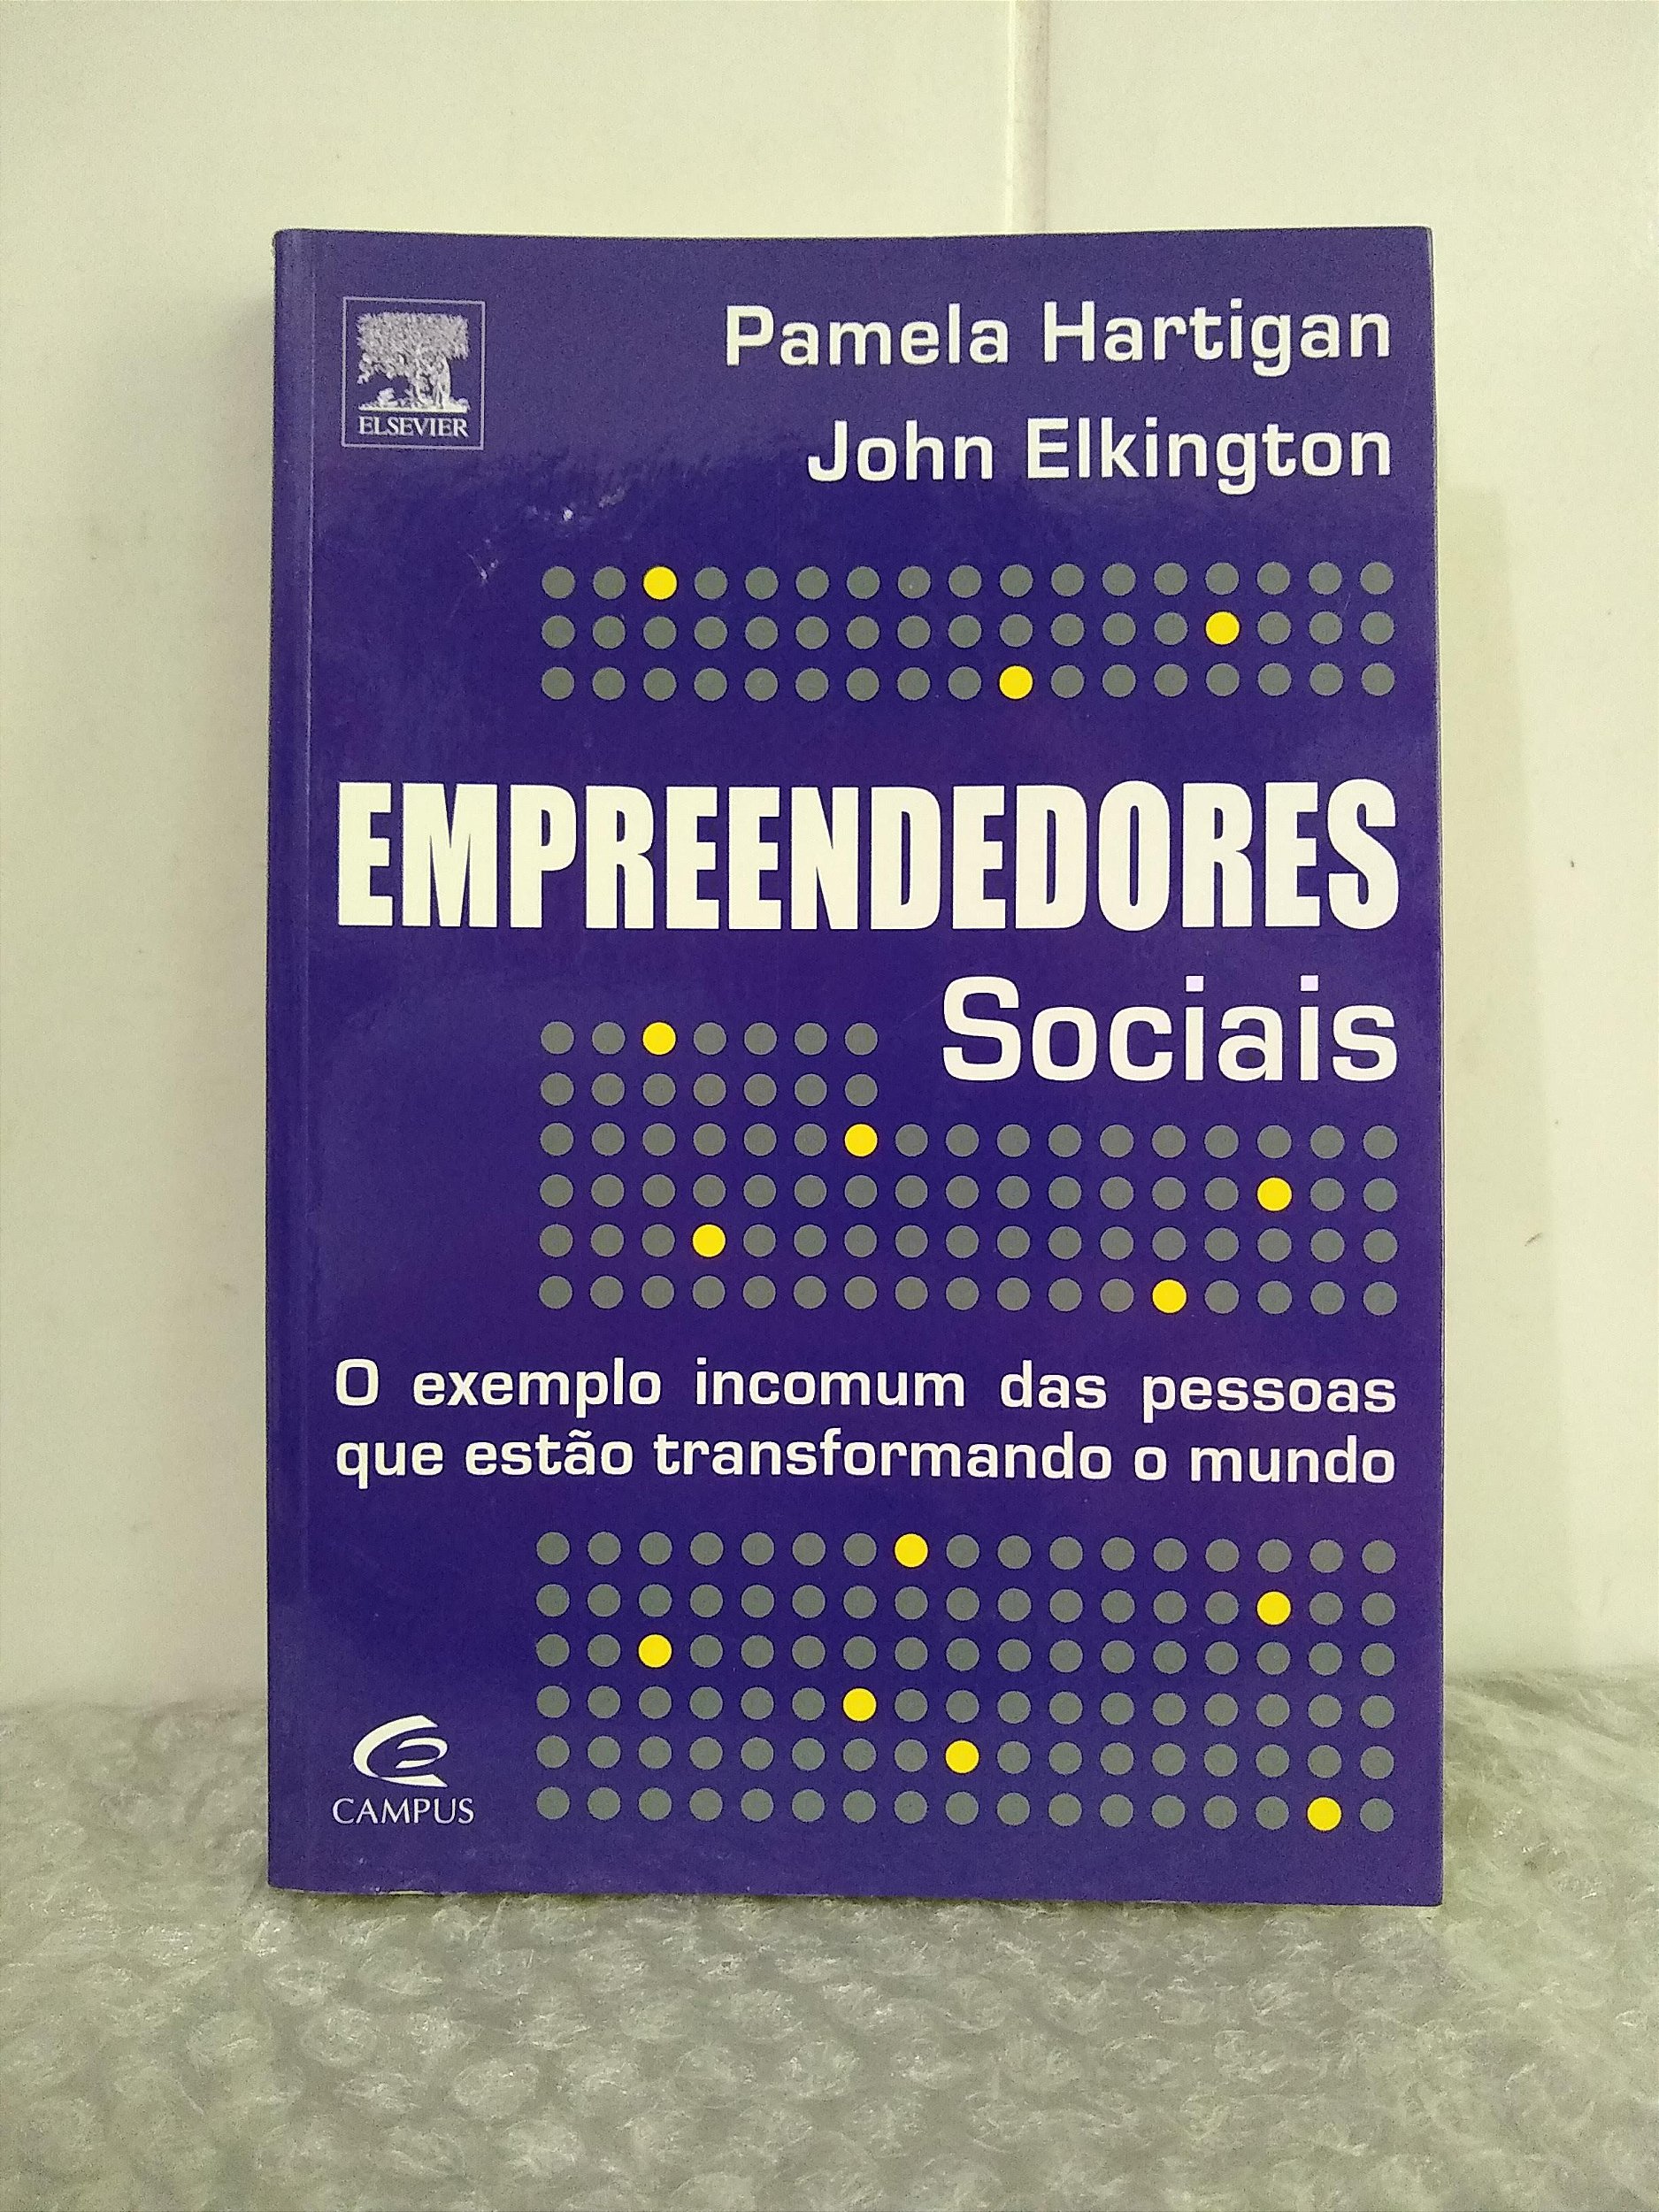 ELSEVIER
Pamela Hartigan
John Elkington
EMPREENDEDORES
Sociais
O exemplo incomum das pessoas
que estão transformando o mundo
CAMPUS